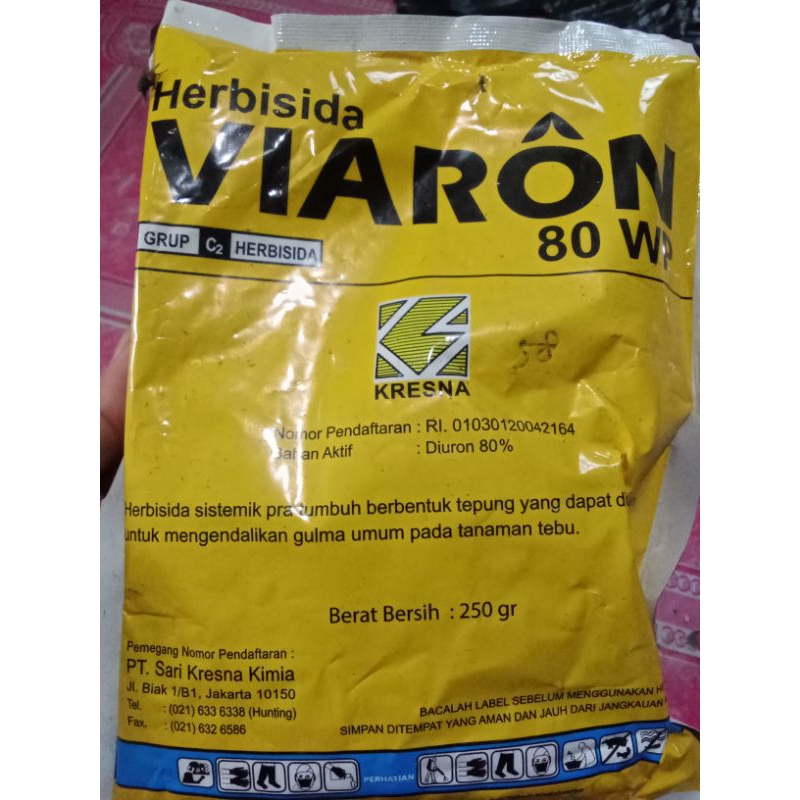 Herbisida
VIARÔN
80 WP
GRUP C₂ HERBISIDA
KRESNA
58
Nomor Pendaftaran : RI. 01030120042164
Bahan Aktif : Diuron 80%
Herbisida sistemik pra tumbuh berbentuk tepung yang dapat
untuk mengendalikan gulma umum pada tanaman tebu.
Berat Bersih : 250 gr
Pemegang Nomor Pendaftaran :
PT. Sari Kresna Kimia
Jl. Biak 1/B1, Jakarta 10150
Tel. : (021) 633 6338 (Hunting)
Fax. : (021) 632 6586
BACALAH LABEL SEBELUM MENGGUNAKAN
SIMPAN DITEMPAT YANG AMAN DAN JAUH DARI JANGKAUAN
PERHATIAN